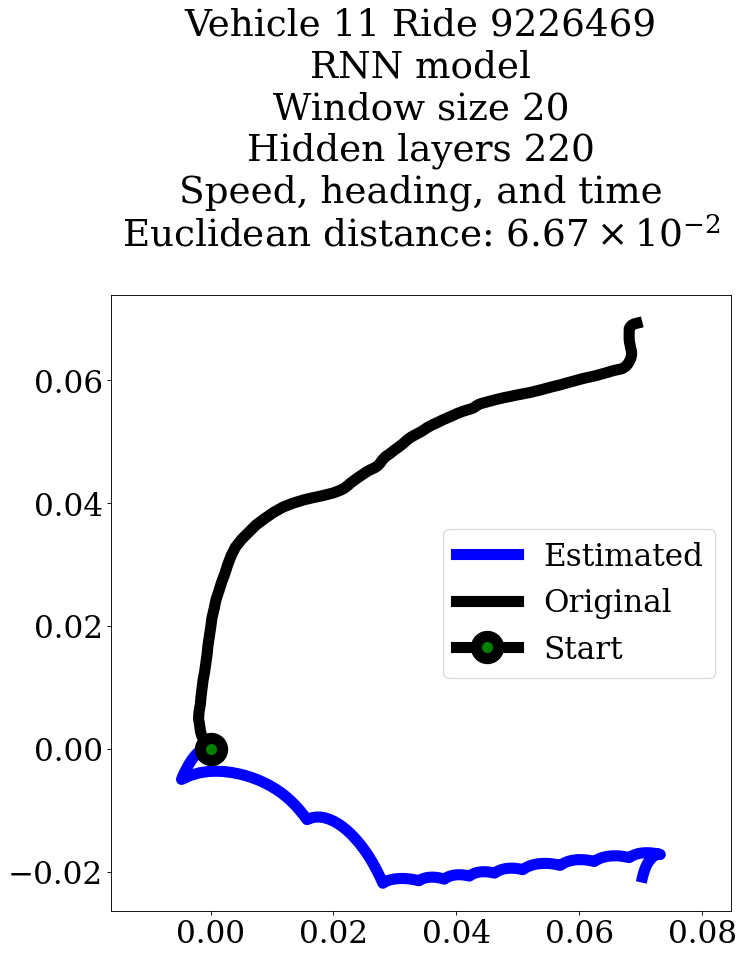 Vehicle 11 Ride 9226469
RNN model
Window size 20
Hidden layers 220
Speed, heading, and time
Euclidean distance: 6.67 × 10⁻²
0.06
0.04
0.02
0.00
−0.02
Estimated
Original
Start
0.00 0.02 0.04 0.06 0.08